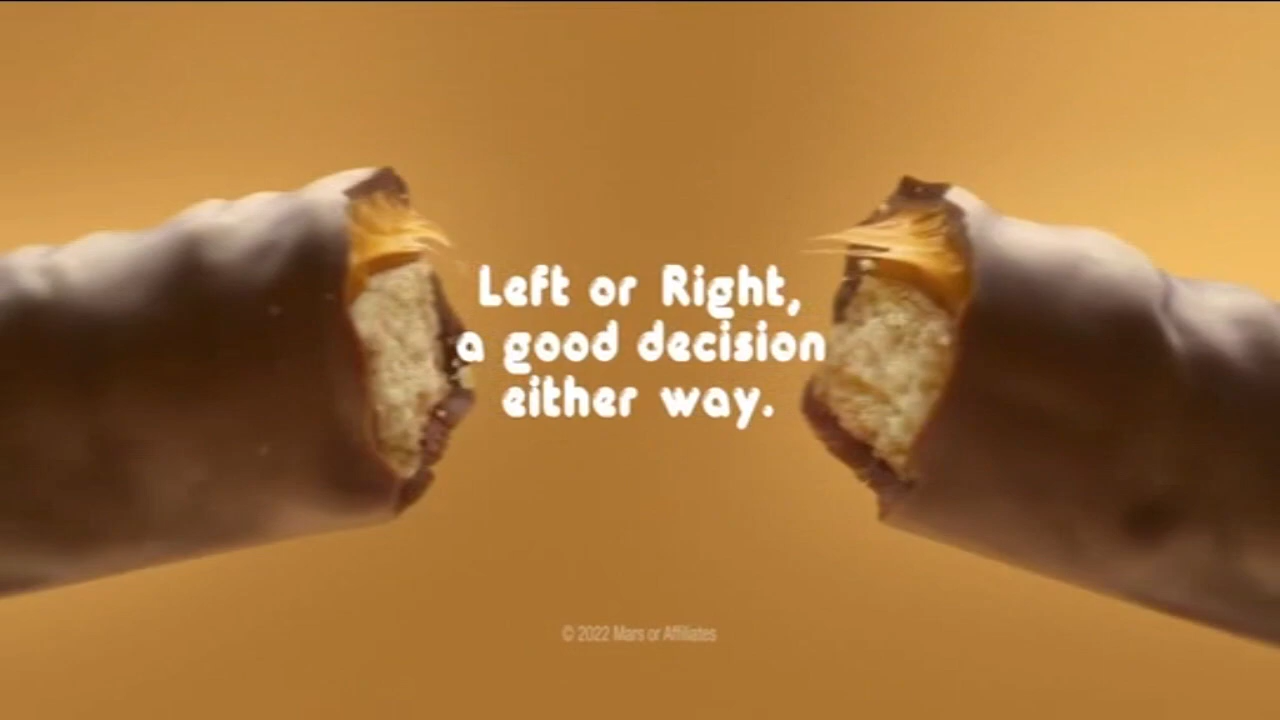 Left or Right,
a good decision
either way.
© 2022 Mars or Affiliates